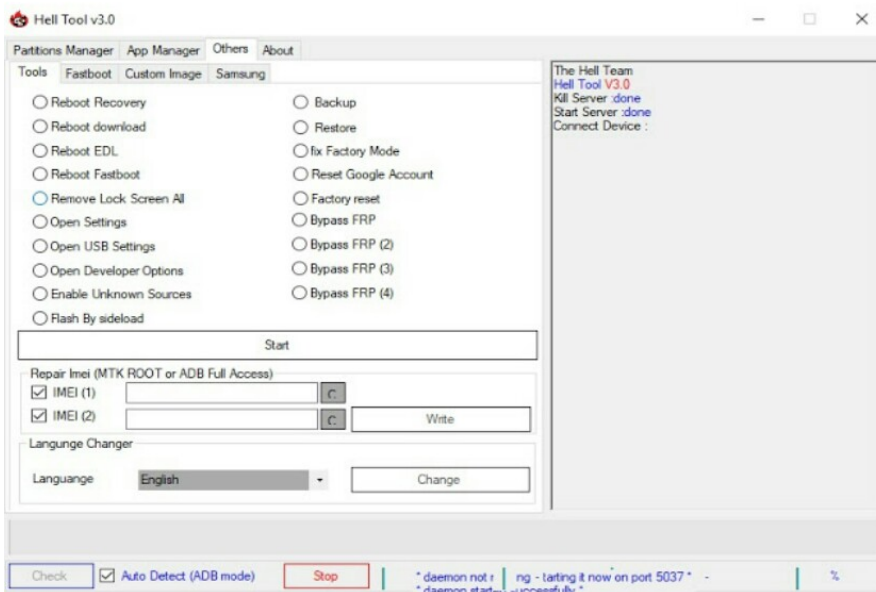 Hell Tool v3.0
Partitions Manager App Manager Others About
Tools Fastboot Custom Image Samsung
Reboot Recovery
Reboot download
Reboot EDL
Reboot Fastboot
Remove Lock Screen All
Open Settings
Open USB Settings
Open Developer Options
Enable Unknown Sources
Flash By sideload
Backup
Restore
fix Factory Mode
Reset Google Account
Factory reset
Bypass FRP
Bypass FRP (2)
Bypass FRP (3)
Bypass FRP (4)
Start
Repair Imei (MTK ROOT or ADB Full Access)
IMEI (1) C
IMEI (2) C Write
Langunge Changer
Languange English Change
The Hell Team
Hell Tool V3.0
Kill Server :done
Start Server :done
Connect Device :
Check Auto Detect (ADB mode) Stop
* daemon not r ng - tarting it now on port 5037 * - %
* daemon